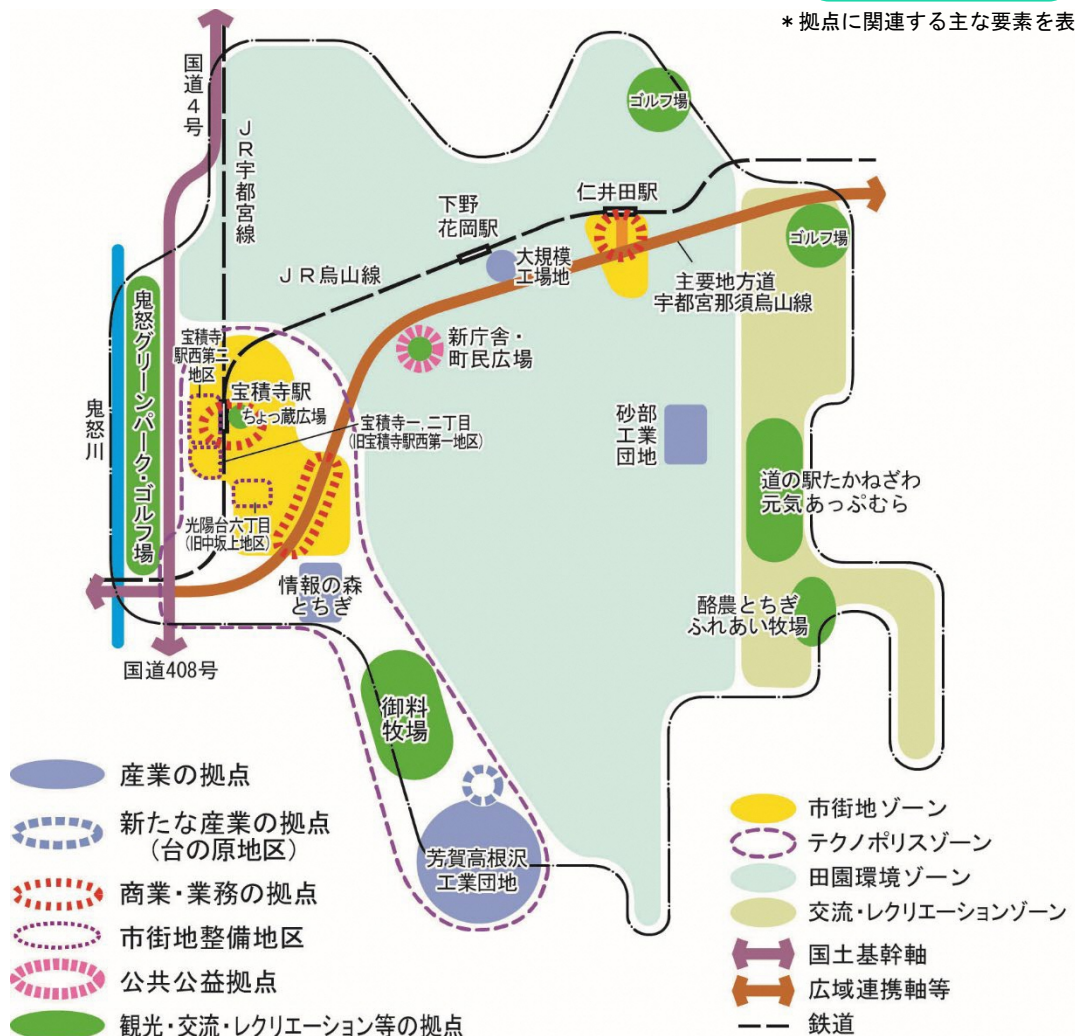 *拠点に関連する主な要素を表
国道4号
JR宇都宮線
ゴルフ場
仁井田駅
下野
花岡駅
ゴルフ場
大規模
工場地
JR烏山線
主要地方道
宇都宮那須烏山線
鬼怒グリーンパーク・ゴルフ場
宝積寺
駅西第二
地区
新庁舎・
町民広場
宝積寺駅
ちょっ蔵広場
鬼怒川
宝積寺一,二丁目
(旧宝積寺駅西第一地区)
砂部
工業
団地
道の駅たかねざわ
元気あっぷむら
光陽台六丁目
(旧中坂上地区)
情報の森
とちぎ
酪農とちぎ
ふれあい牧場
国道408号
御料
牧場
芳賀高根沢
工業団地
産業の拠点
新たな産業の拠点
(台の原地区)
商業・業務の拠点
市街地整備地区
公共公益拠点
観光・交流・レクリエーション等の拠点
市街地ゾーン
テクノポリスゾーン
田園環境ゾーン
交流・レクリエーションゾーン
国土基幹軸
広域連携軸等
鉄道